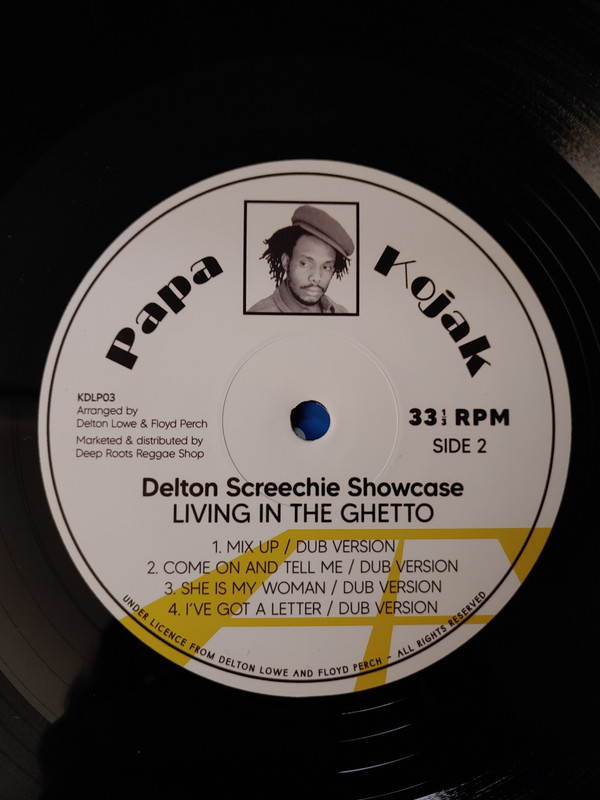 Papa Kojak
KDLP03
Arranged by
Delton Lowe & Floyd Perch
Marketed & distributed by
Deep Roots Reggae Shop
33⅓ RPM
SIDE 2
Delton Screechie Showcase
LIVING IN THE GHETTO
1. MIX UP / DUB VERSION
2. COME ON AND TELL ME / DUB VERSION
3. SHE IS MY WOMAN / DUB VERSION
4. I'VE GOT A LETTER / DUB VERSION
UNDER LICENCE FROM DELTON LOWE AND FLOYD PERCH - ALL RIGHTS RESERVED